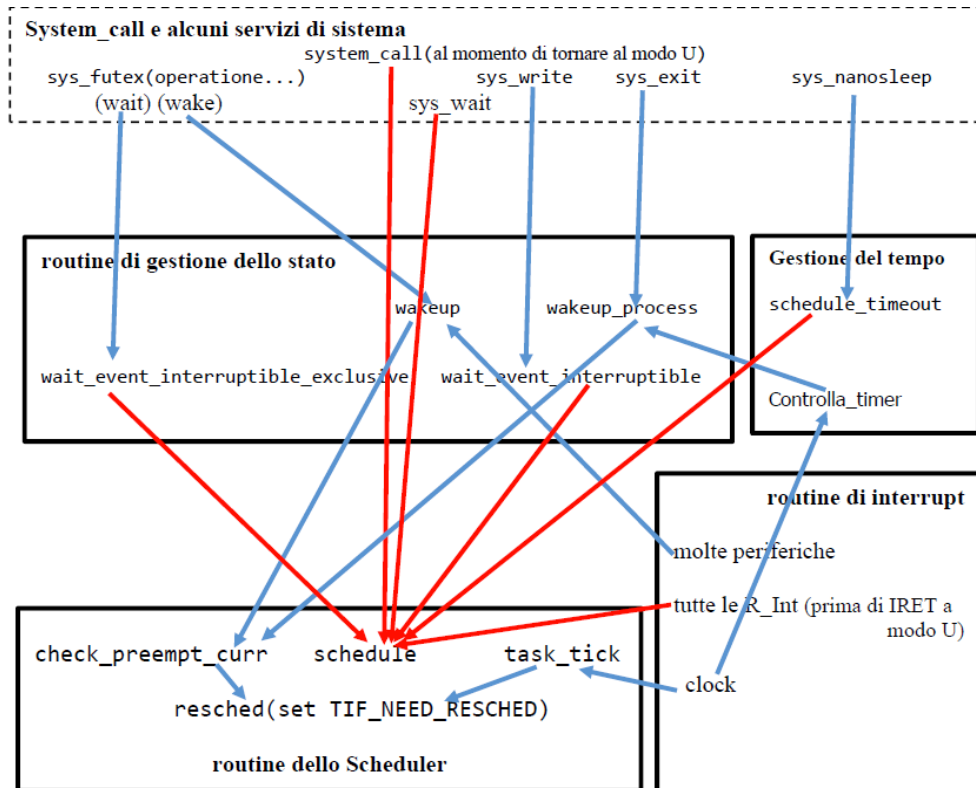 System_call e alcuni servizi di sistema
system_call(al momento di tornare al modo U)
sys_futex(operatione...)
sys_write
sys_exit
sys_nanosleep
(wait) (wake)
sys_wait
routine di gestione dello stato
Gestione del tempo
wakeup
wakeup_process
schedule_timeout
wait_event_interruptible_exclusive
wait_event_interruptible
Controlla_timer
routine di interrupt
molte periferiche
tutte le R_Int (prima di IRET a
modo U)
check_preempt_curr
schedule
task_tick
clock
resched(set TIF_NEED_RESCHED)
routine dello Scheduler